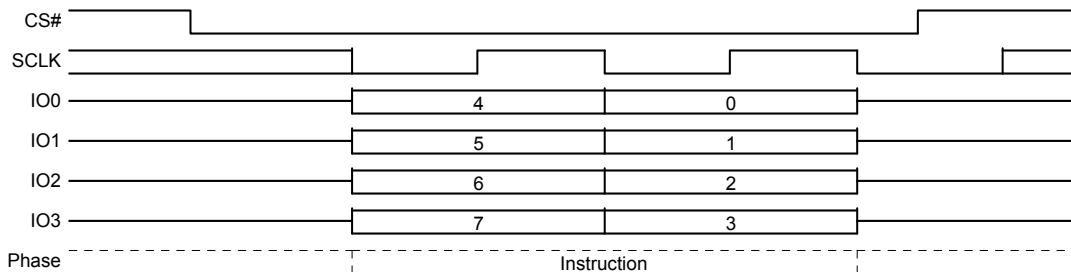 CS#
SCLK
IO0 4 0
IO1 5 1
IO2 6 2
IO3 7 3
Phase Instruction